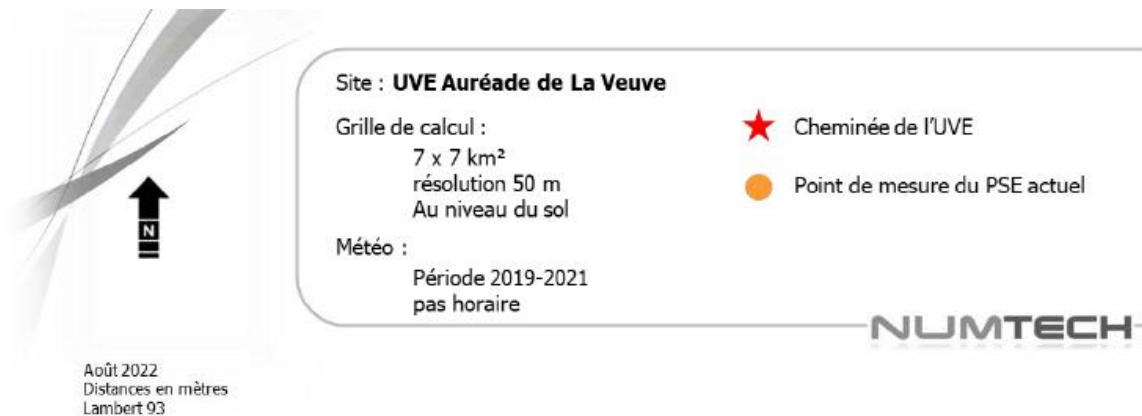 Site : UVE Auréade de La Veuve
Grille de calcul :
7 x 7 km²
résolution 50 m
Au niveau du sol
Météo :
Période 2019-2021
pas horaire
Cheminée de l'UVE
Point de mesure du PSE actuel
N
NUMTECH
Août 2022
Distances en mètres
Lambert 93